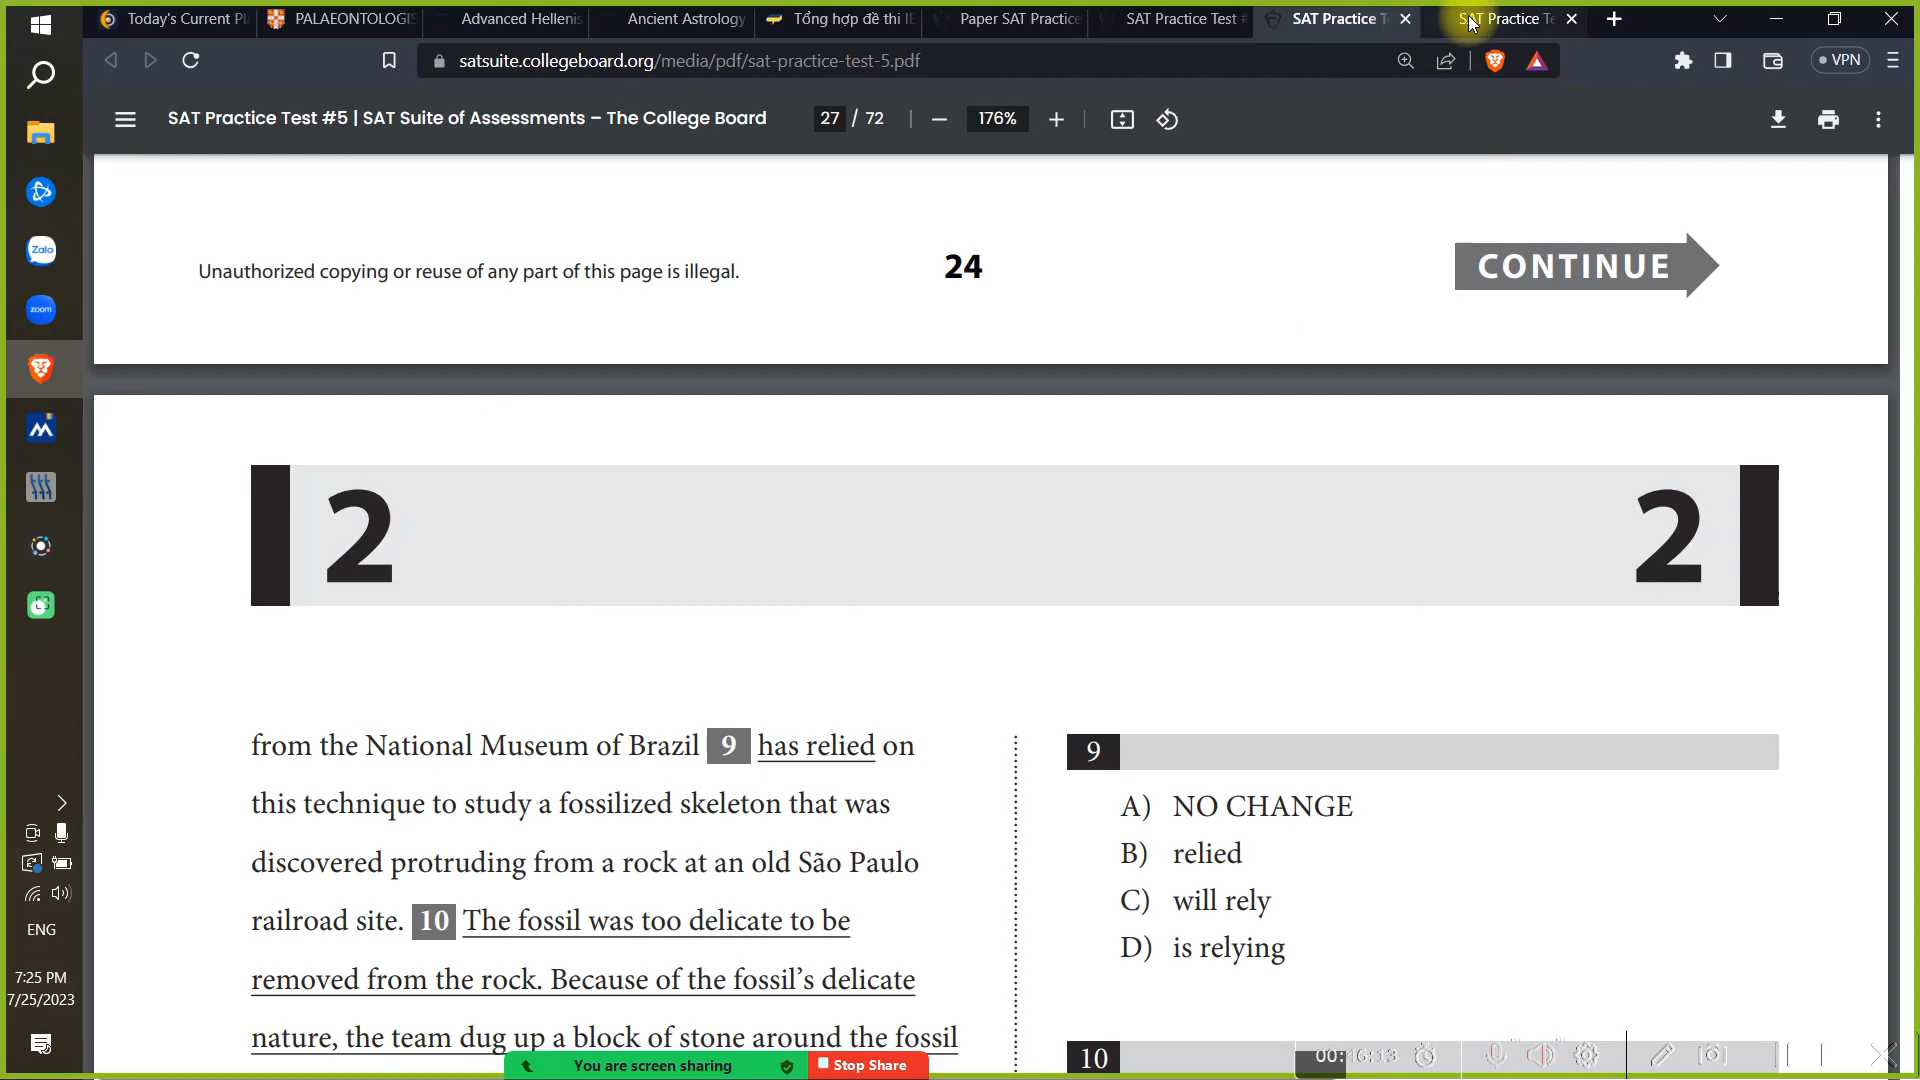 Today's Current Pl
PALAEONTOLOGIS
Advanced Hellenis
Ancient Astrology
Tổng hợp đề thi IE
Paper SAT Practice
SAT Practice Test #
SAT Practice T
SAT Practice Te
satsuite.collegeboard.org/media/pdf/sat-practice-test-5.pdf
VPN
SAT Practice Test #5 | SAT Suite of Assessments – The College Board
27 / 72
176%
Zalo
zoom
Unauthorized copying or reuse of any part of this page is illegal.
24
CONTINUE
2
2
from the National Museum of Brazil 9 has relied on
this technique to study a fossilized skeleton that was
discovered protruding from a rock at an old São Paulo
railroad site. 10 The fossil was too delicate to be
removed from the rock. Because of the fossil's delicate
nature, the team dug up a block of stone around the fossil
9
A) NO CHANGE
B) relied
C) will rely
D) is relying
10
ENG
7:25 PM
7/25/2023
You are screen sharing
Stop Share
00:46:13